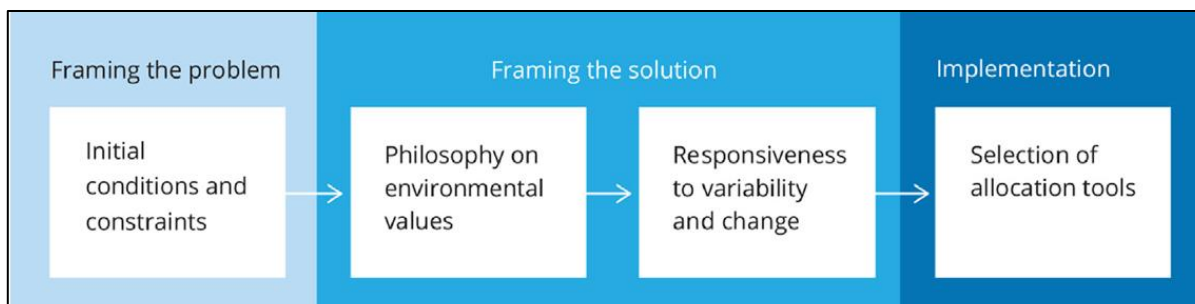 Framing the problem
Framing the solution
Implementation
Initial
conditions and
constraints
Philosophy on
environmental
values
Responsiveness
to variability
and change
Selection of
allocation tools